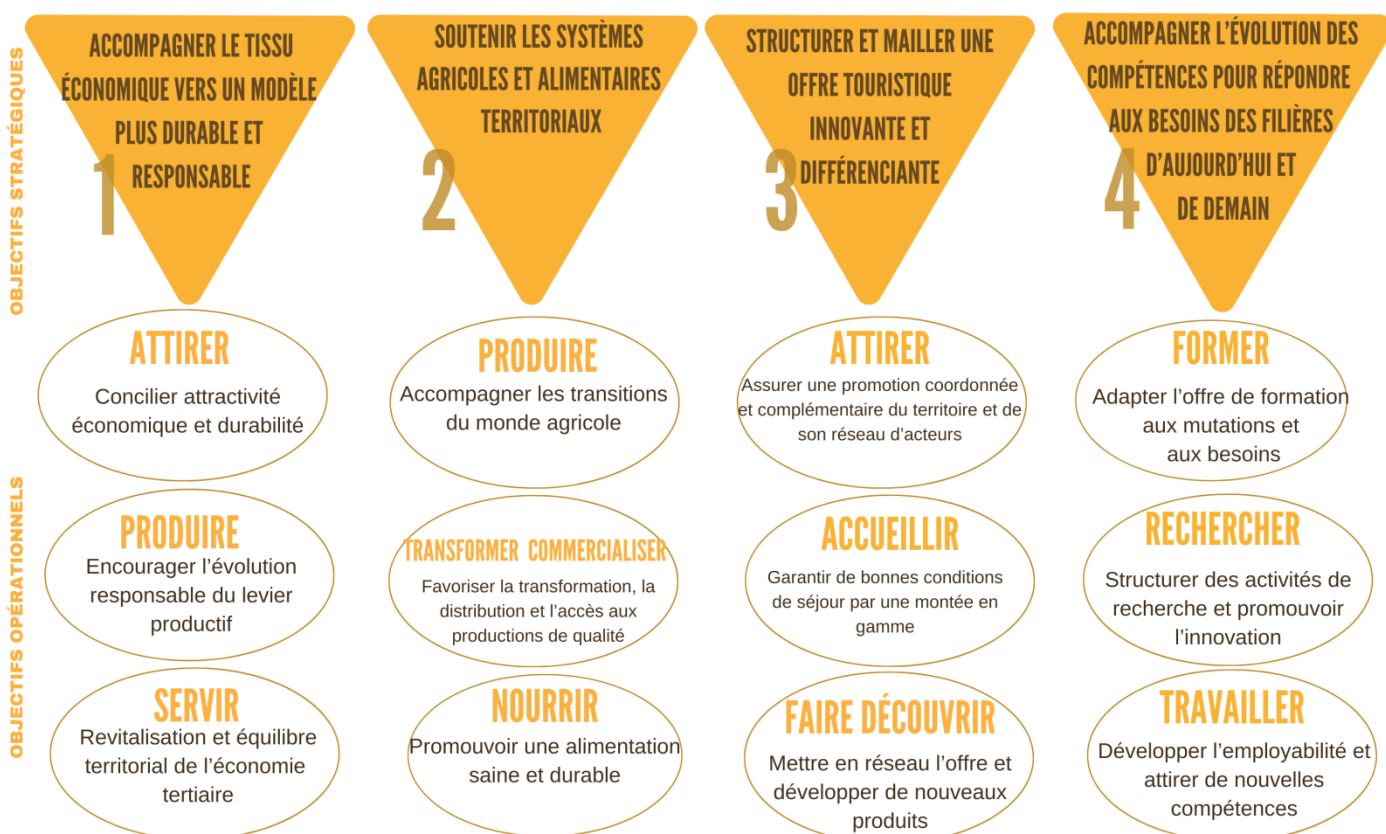 OBJECTIFS STRATÉGIQUES
ACCOMPAGNER LE TISSU
ÉCONOMIQUE VERS UN MODÈLE
PLUS DURABLE ET
RESPONSABLE
1
SOUTENIR LES SYSTÈMES
AGRICOLES ET ALIMENTAIRES
TERRITORIAUX
2
STRUCTURER ET MAILLER UNE
OFFRE TOURISTIQUE
INNOVANTE ET
DIFFÉRENCIANTE
3
ACCOMPAGNER L’ÉVOLUTION DES
COMPÉTENCES POUR RÉPONDRE
AUX BESOINS DES FILIÈRES
D’AUJOURD’HUI ET
DE DEMAIN
4
OBJECTIFS OPÉRATIONNELS
ATTIRER
Concilier attractivité
économique et durabilité
PRODUIRE
Encourager l’évolution
responsable du levier
productif
SERVIR
Revitalisation et équilibre
territorial de l’économie
tertiaire
PRODUIRE
Accompagner les transitions
du monde agricole
TRANSFORMER COMMERCIALISER
Favoriser la transformation, la
distribution et l’accès aux
productions de qualité
NOURRIR
Promouvoir une alimentation
saine et durable
ATTIRER
Assurer une promotion coordonnée
et complémentaire du territoire et de
son réseau d’acteurs
ACCUEILLIR
Garantir de bonnes conditions
de séjour par une montée en
gamme
FAIRE DÉCOUVRIR
Mettre en réseau l’offre et
développer de nouveaux
produits
FORMER
Adapter l’offre de formation
aux mutations et
aux besoins
RECHERCHER
Structurer des activités de
recherche et promouvoir
l’innovation
TRAVAILLER
Développer l’employabilité et
attirer de nouvelles
compétences